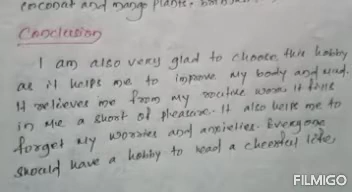 coconut and mango plants.
Conclusion
I am also very glad to choose this hobby
as it helps me to improve my body and mind.
It relieves me from my routine work. It fills
in me a short of pleasure. It also helps me to
forget my worries and anxieties. Everyone
should have a hobby to lead a cheerful life
FILMIGO